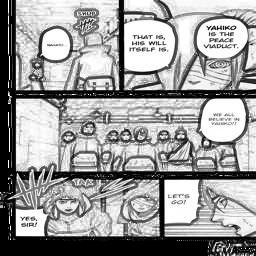 YAHIKO
IS THE
PEACE
VIADUCT.
THAT IS,
HIS WILL
ITSELF IS.
WE ALL
BELIEVE IN
YAHIKO!!
TAK
YES,
SIR!
LET'S
GO!